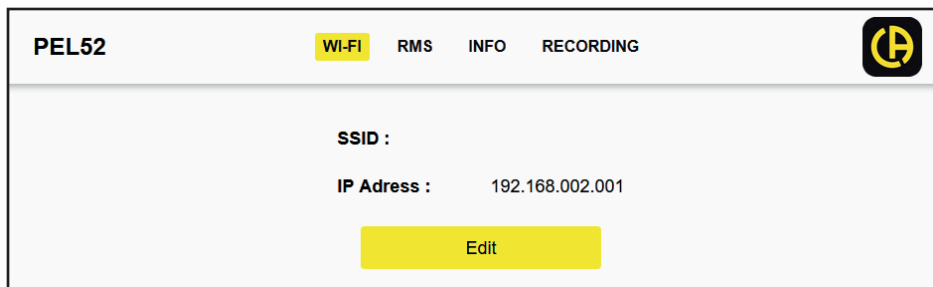 PEL52 WI-FI RMS INFO RECORDING
SSID :
IP Adress : 192.168.002.001
Edit